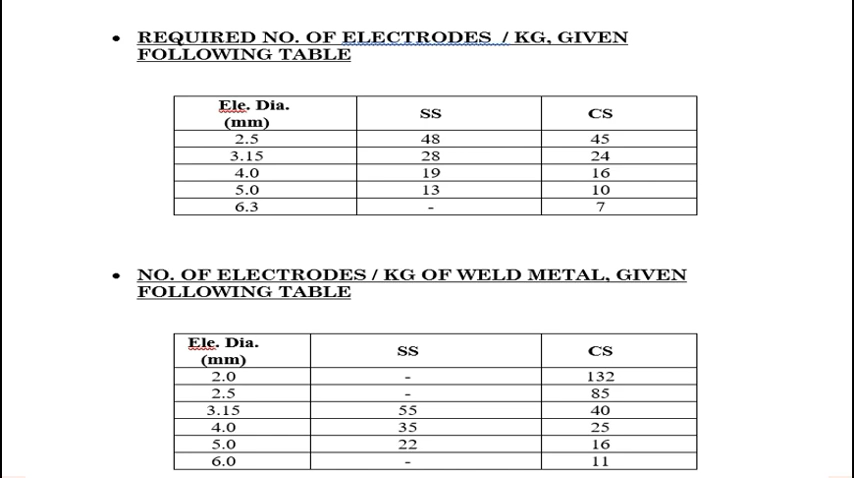 • REQUIRED NO. OF ELECTRODES / KG, GIVEN
FOLLOWING TABLE
Ele. Dia.
(mm) SS CS
2.5 48 45
3.15 28 24
4.0 19 16
5.0 13 10
6.3 - 7
• NO. OF ELECTRODES / KG OF WELD METAL, GIVEN
FOLLOWING TABLE
Ele. Dia.
(mm) SS CS
2.0 - 132
2.5 - 85
3.15 55 40
4.0 35 25
5.0 22 16
6.0 - 11